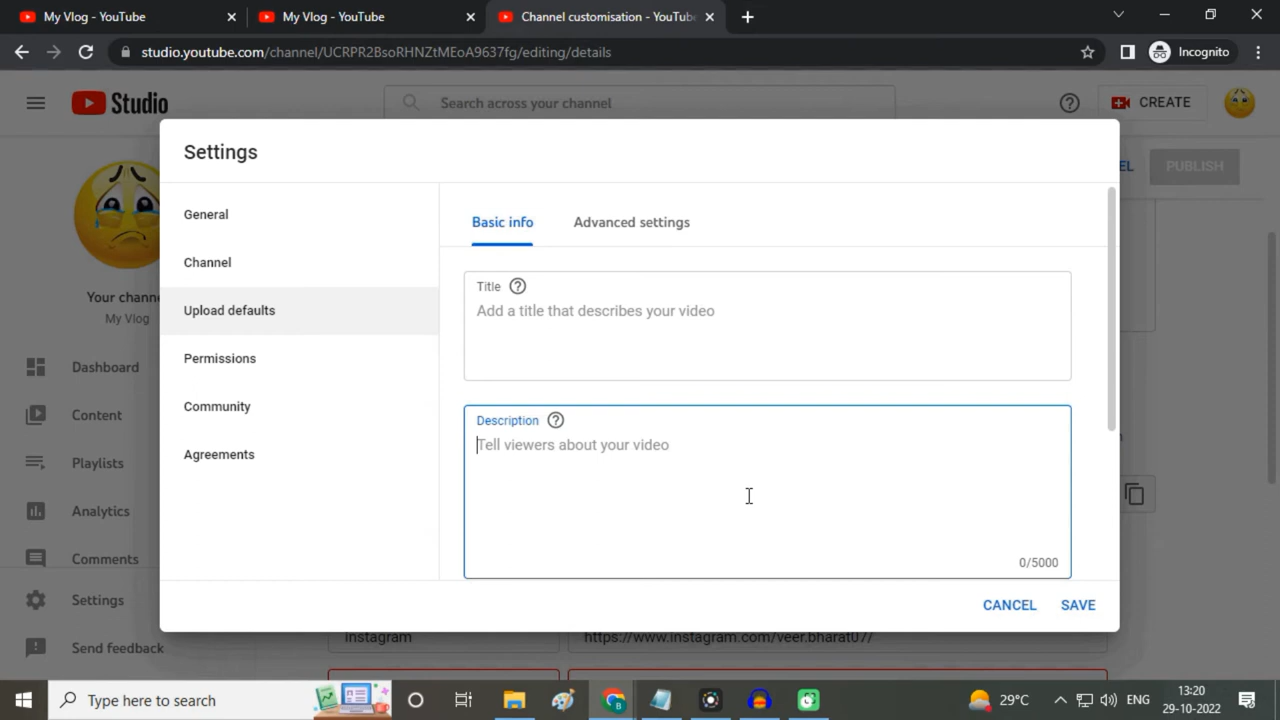 My Vlog - YouTube
My Vlog - YouTube
Channel customisation - YouTub
studio.youtube.com/channel/UCRPR2BsoRHNZtMEoA9637fg/editing/details
Incognito
Studio
Search across your channel
CREATE
EL
PUBLISH
Settings
General
Channel
Upload defaults
Permissions
Community
Agreements
Basic info
Advanced settings
Title
Add a title that describes your video
Description
Tell viewers about your video
0/5000
CANCEL
SAVE
Your chann
My Vlog
Dashboard
Content
Playlists
Analytics
Comments
Settings
Send feedback
Instagram
https://www.instagram.com/veer.bharat07/
Type here to search
29°C
ENG
13:20
29-10-2022